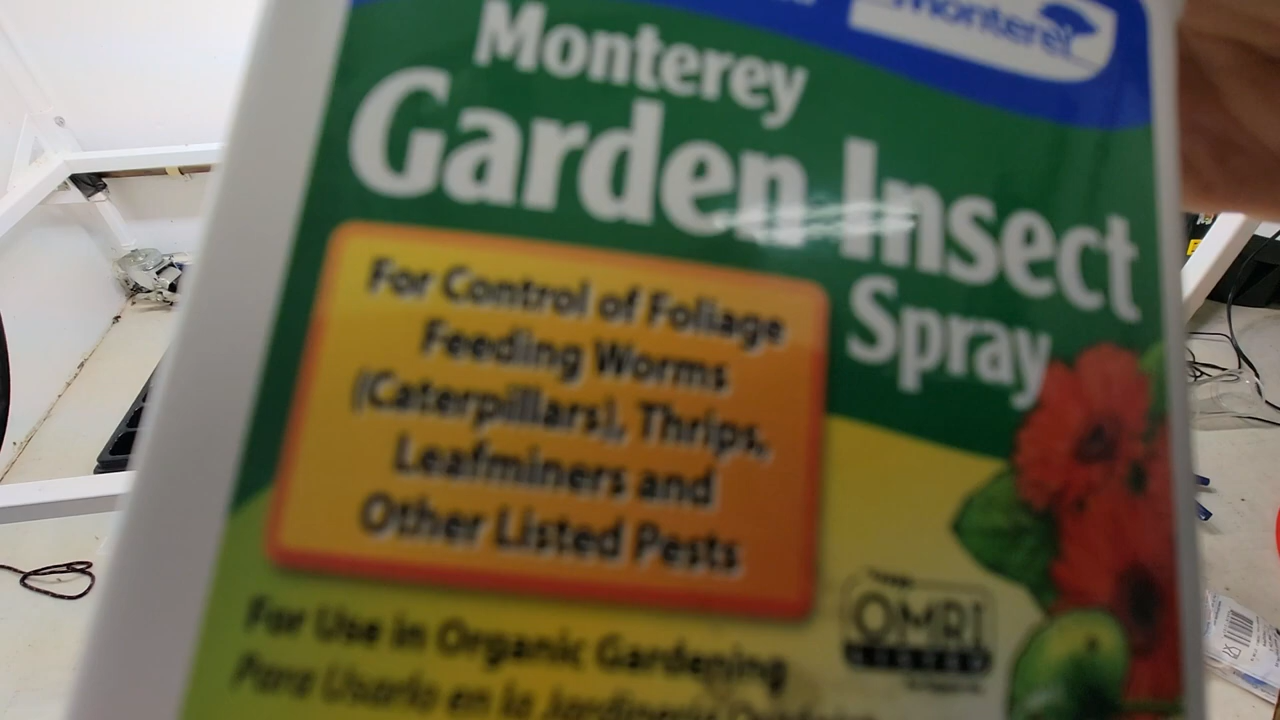 Monterey
Monterey
Garden Insect
Spray
For Control of Foliage
Feeding Worms
(Caterpillars), Thrips,
Leafminers and
Other Listed Pests
OMRI
For Use in Organic Gardening
Para Usarlo en la Jardinería